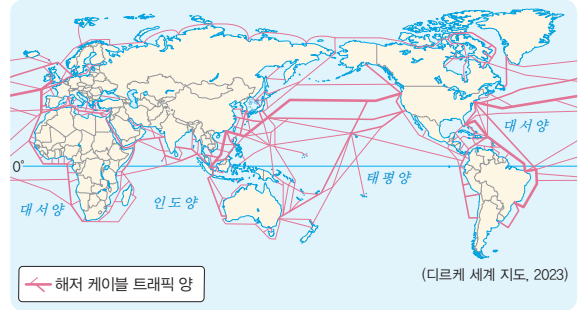 대서양
0°
태평양
대서양
인도양
해저 케이블 트래픽 양
(디르케 세계 지도, 2023)